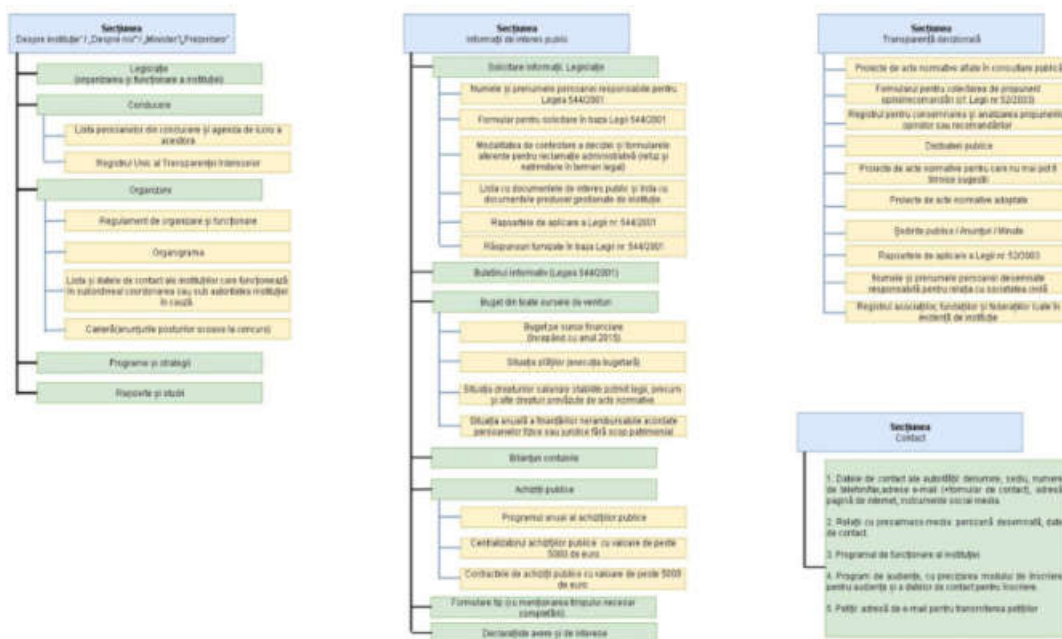 Secțiunea
Despre instituție" / „Despre noi" / „Minister"„Prezentare"
Legislație
(organizarea și funcționare a instituției)
Conducere
Lista persoanelor din conducere și agenda de lucru a
acestora
Registrul Unic al Transparenței Intereselor
Organizare
Regulament de organizare și funcționare
Organigrama
Lista și datele de contact ale instituțiilor care funcționează
în subordinea/ coordonarea sau sub autoritatea instituției
în cauză
Carieră(anunțurile posturilor scoase la concurs)
Programe și strategii
Rapoarte și studii
Secțiunea
Informații de interes public
Solicitare informații. Legislație
Numele și prenumele persoanei responsabile pentru
Legea 544/2001
Formular pentru solicitare în baza Legii 544/2001
Modalitatea de contestare a deciziei și formularele
aferente pentru reclamație administrativă (refuz și
netrimitere în termen legal)
Lista cu documentele de interes public și lista cu
documentele produse/ gestionate de instituție
Rapoartele de aplicare a Legii nr. 544/2001
Răspunsuri furnizate în baza Legii nr. 544/2001
Buletinul informativ (Legea 544/2001)
Buget din toate sursele de venituri
Buget pe surse financiare
(începând cu anul 2015)
Situația plăților (execuția bugetară)
Situația drepturilor salariale stabilite potrivit legii, precum
și alte drepturi prevăzute de acte normative
Situația anuală a finanțărilor nerambursabile acordate
persoanelor fizice sau juridice fără scop patrimonial
Bilanțuri contabile
Achiziții publice
Programul anual al achizițiilor publice
Centralizatorul achizițiilor publice cu valoare de peste
5000 de euro
Contractele de achiziții publice cu valoare de peste 5000
de euro
Formulare tip (cu menționarea timpului necesar
completării)
Declarațiile avere și de interese
Secțiunea
Transparență decizională
Proiecte de acte normative aflate în consultare publică
Formularul pentru colectarea de propuneri/
opinii/recomandări (cf. Legii nr 52/2003)
Registrul pentru consemnarea și analizarea propunerilor,
opiniilor sau recomandărilor
Dezbateri publice
Proiecte de acte normative pentru care nu mai pot fi
trimise sugestii
Proiecte de acte normative adoptate
Ședințe publice / Anunțuri / Minute
Rapoartele de aplicare a Legii nr. 52/2003
Numele și prenumele persoanei desemnate
responsabilă pentru relația cu societatea civilă
Registrul asociațiilor, fundațiilor și federațiilor luate în
evidență de instituție
Secțiunea
Contact
1. Datele de contact ale autorității: denumire, sediu, numere
de telefon/fax,adrese e-mail (+formular de contact), adresă
pagină de internet, instrumente social media.
2. Relații cu presa/mass-media: persoană desemnată, date
de contact.
3. Programul de funcționare al instituției
4. Program de audiențe, cu precizarea modului de înscriere
pentru audiențe și a datelor de contact pentru înscriere.
5. Petiții: adresă de e-mail pentru transmiterea petițiilor